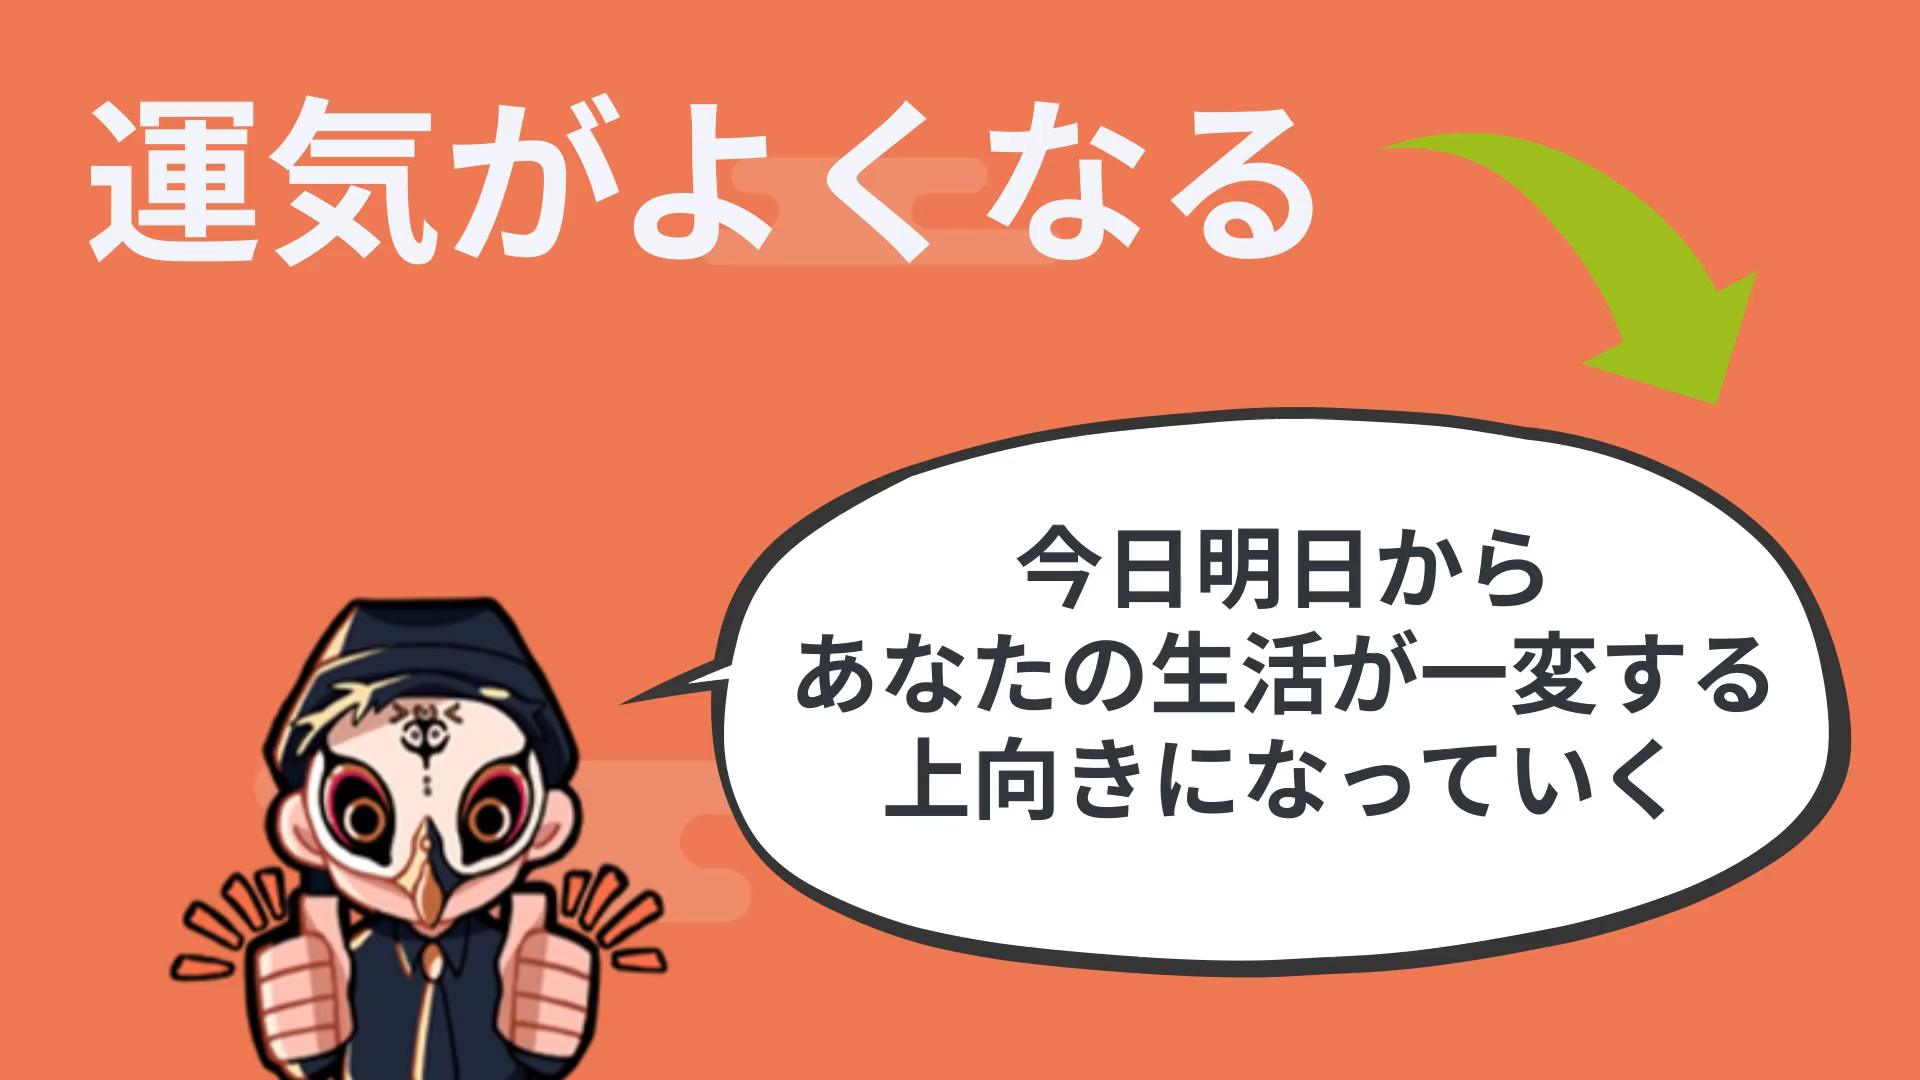 運気がよくなる
今日明日から
あなたの生活が一変する
上向きになっていく